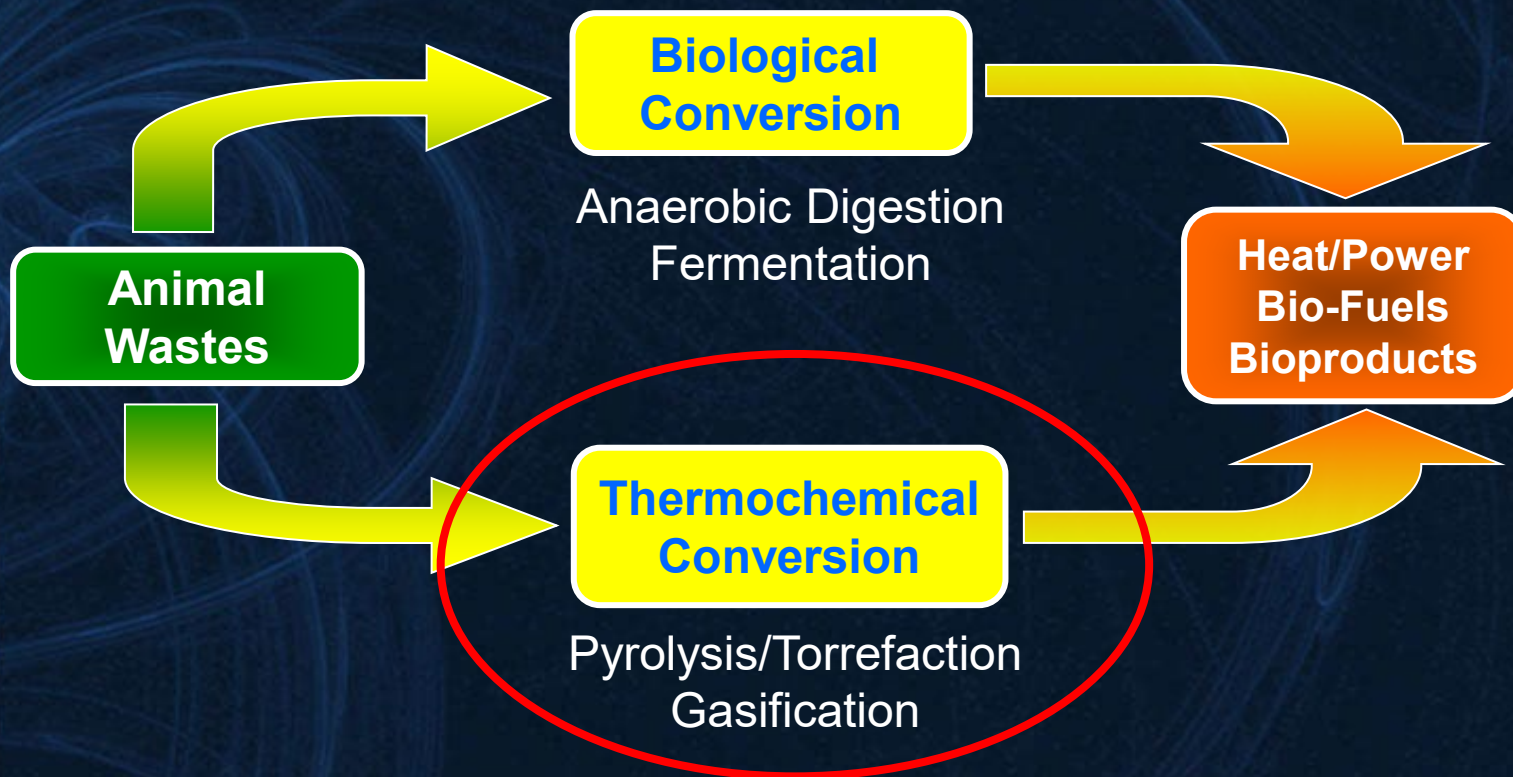 Biological
Conversion
Anaerobic Digestion
Fermentation
Animal
Wastes
Heat/Power
Bio-Fuels
Bioproducts
Thermochemical
Conversion
Pyrolysis/Torrefaction
Gasification